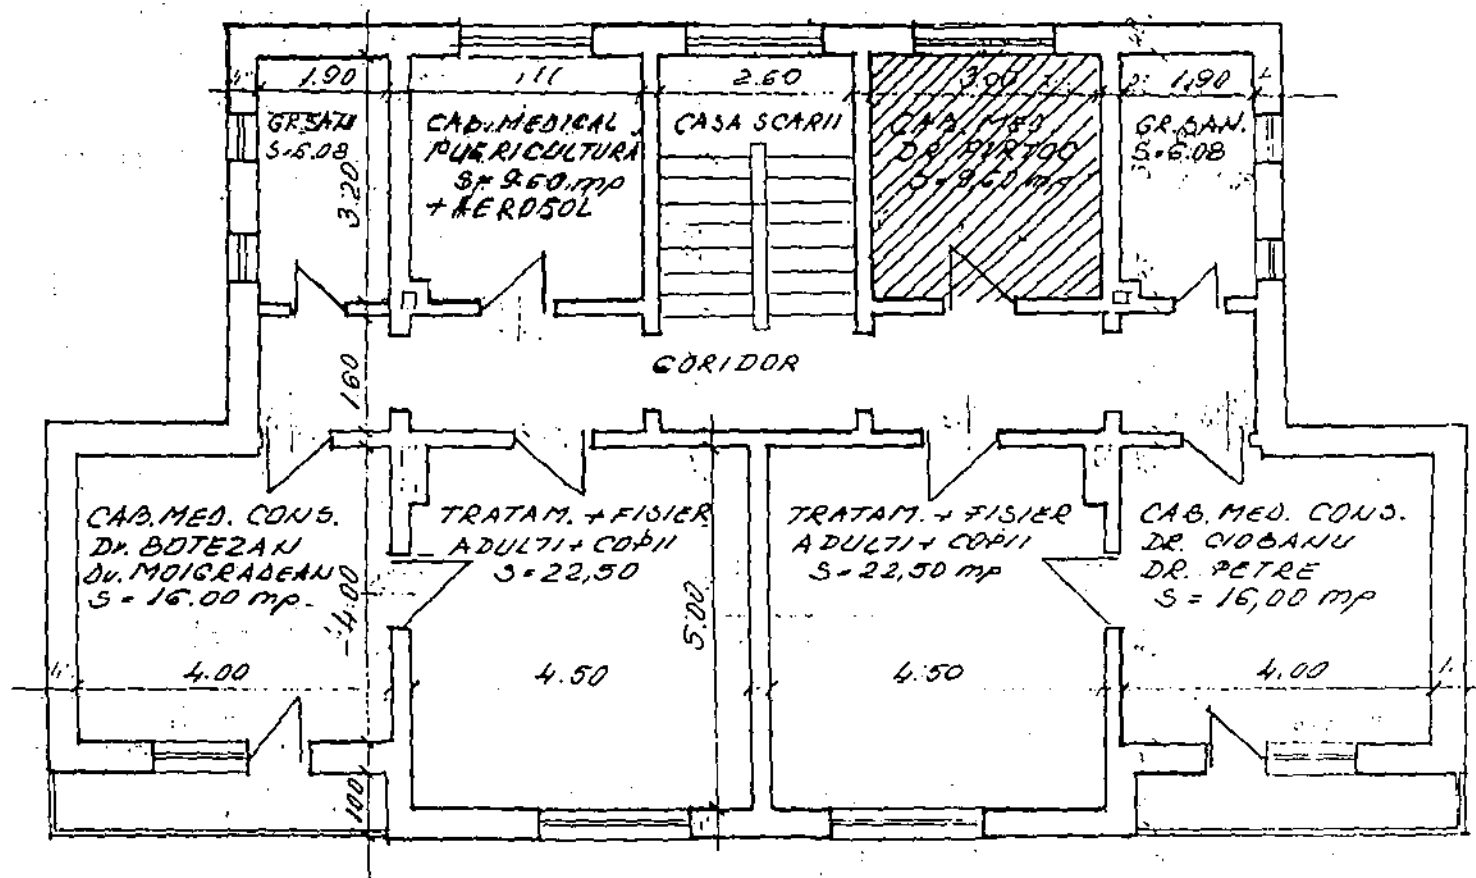 1.90
2.60
3.00
1,90
GR.SAN
S=6.08
CAB.MEDICAL
PUERICULTURĂ
S= 9.60.mp
+ AEROSOL
CASA SCARII
CAB. MED
DR.
S= 9,60 mp
GR.SAN.
S=6.08
3.20
1.60
CORIDOR
CAB.MED. CONS.
Dr. BOTEZAN
Dr. MOIGRADEAN
S = 16.00 mp.
TRATAM. + FISIER
ADULTI + COPII
S = 22,50
TRATAM. + FISIER
ADULTI + COPII
S = 22,50 mp
CAB. MED. CONS.
DR. CIOBANU
DR. PETRE
S = 16,00 mp
4.00
5.00
4.00
4.50
4.50
4,00
1.00